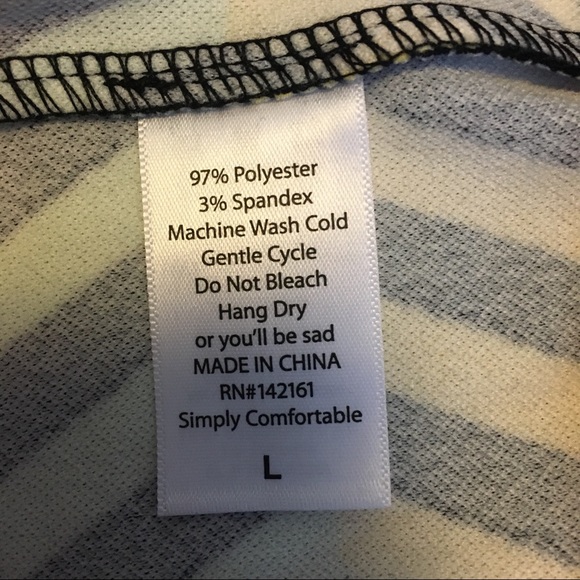 97% Polyester
3% Spandex
Machine Wash Cold
Gentle Cycle
Do Not Bleach
Hang Dry
or you'll be sad
MADE IN CHINA
RN#142161
Simply Comfortable
L